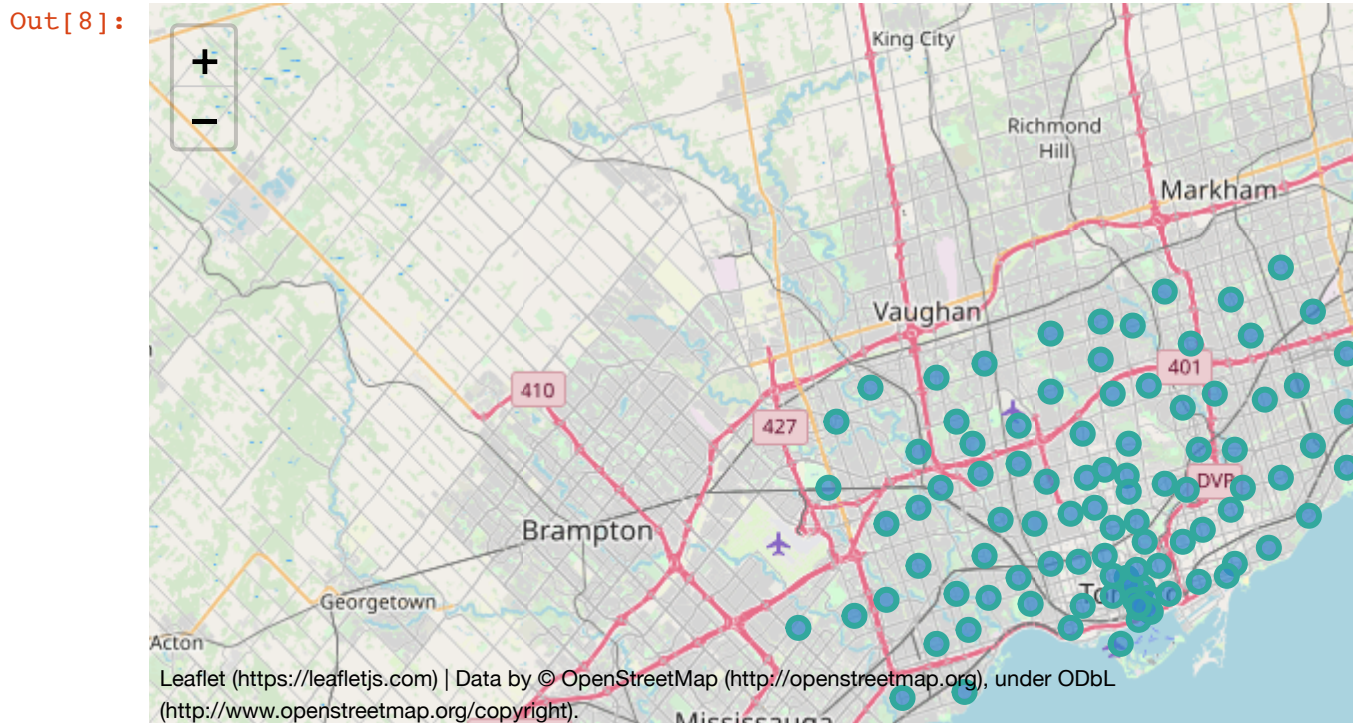 Out[8]:
+
−
King City
Richmond
Hill
Markham
Vaughan
401
410
427
DVP
Brampton
Georgetown
Acton
Leaflet (https://leafletjs.com) | Data by © OpenStreetMap (http://openstreetmap.org), under ODbL
(http://www.openstreetmap.org/copyright).
Mississauga